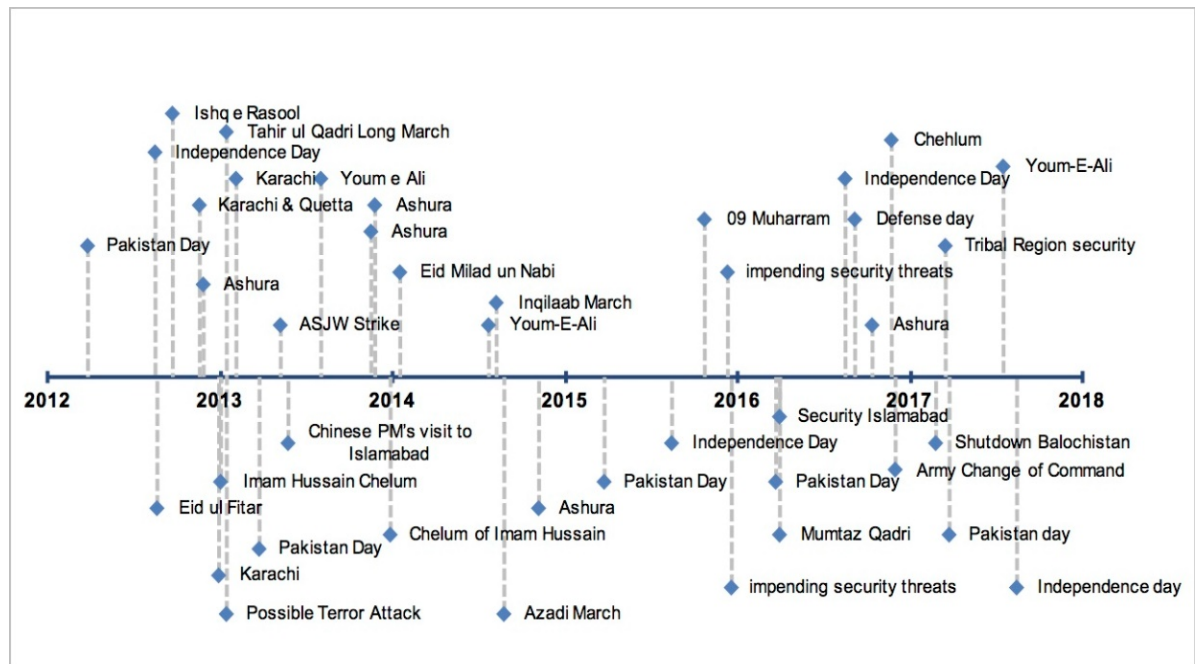 Ishq e Rasool
Tahir ul Qadri Long March
Chehlum
Independence Day
Youm-E-Ali
Karachi
Youm e Ali
Independence Day
Karachi & Quetta
Ashura
09 Muharram
Defense day
Ashura
Pakistan Day
Tribal Region security
Eid Milad un Nabi
impending security threats
Ashura
Inqilaab March
ASJW Strike
Youm-E-Ali
Ashura
2012
2013
2014
2015
2016
2017
2018
Security Islamabad
Chinese PM's visit to
Islamabad
Independence Day
Shutdown Balochistan
Army Change of Command
Imam Hussain Chelum
Pakistan Day
Pakistan Day
Eid ul Fitar
Ashura
Chelum of Imam Hussain
Mumtaz Qadri
Pakistan day
Pakistan Day
Karachi
impending security threats
Independence day
Possible Terror Attack
Azadi March